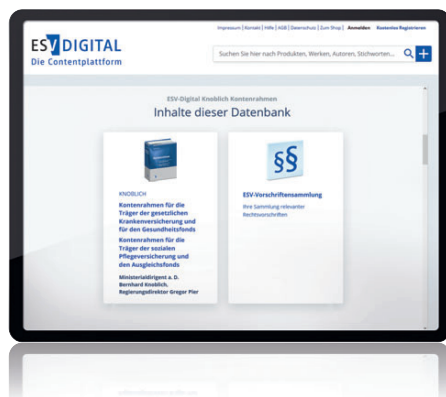 Impressum | Kontakt | Hilfe | AGB | Datenschutz | Zum Shop | Anmelden Kostenlos Registrieren
ESV DIGITAL
Die Contentplattform
Suchen Sie hier nach Produkten, Werken, Autoren, Stichworten...
ESV-Digital Knoblich Kontenrahmen
Inhalte dieser Datenbank
KNOBLICH
Kontenrahmen für die
Träger der gesetzlichen
Krankenversicherung und
für den Gesundheitsfonds
Kontenrahmen für die
Träger der sozialen
Pflegeversicherung und
den Ausgleichsfonds
Ministerialdirigent a. D.
Bernhard Knoblich,
Regierungsdirektor Gregor Pier
§§
ESV-Vorschriftensammlung
Ihre Sammlung relevanter
Rechtsvorschriften